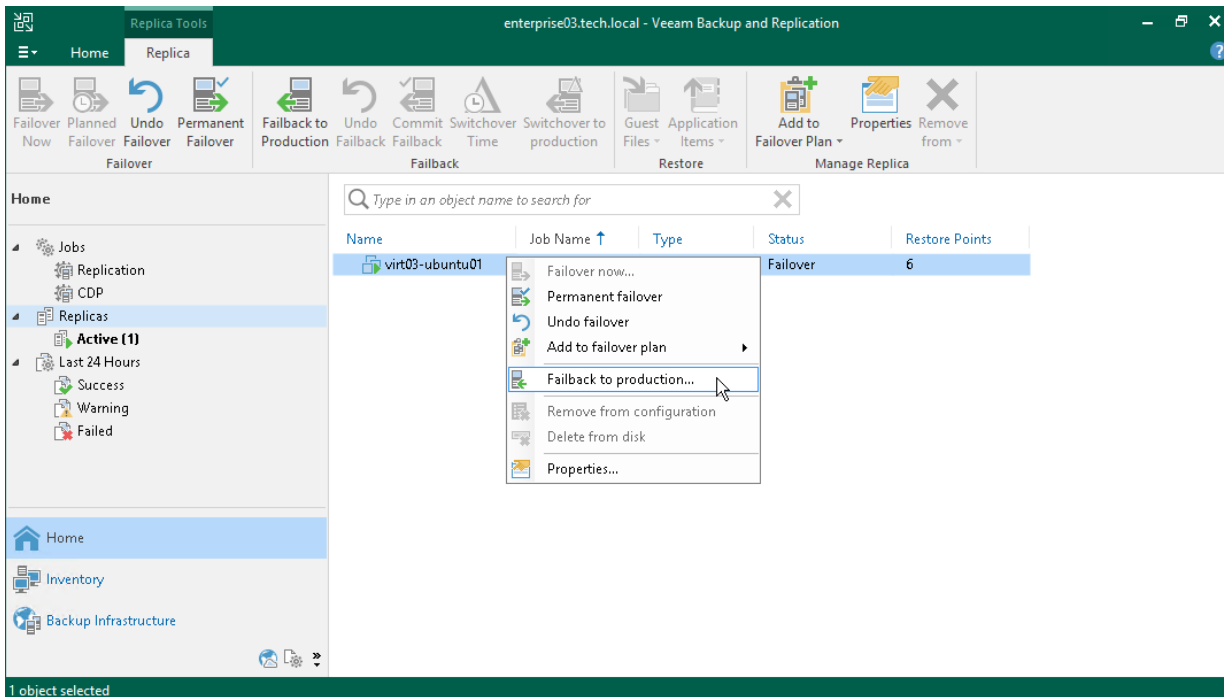 Replica Tools
enterprise03.tech.local - Veeam Backup and Replication
Home Replica
Failover Now
Planned Failover
Undo Failover
Permanent Failover
Failback to Production
Undo Failback
Commit Failback
Switchover Time
Switchover to production
Guest Files
Application Items
Add to Failover Plan
Properties
Remove from
Failover Failback Restore Manage Replica
Home
Type in an object name to search for
Jobs
Replication
CDP
Replicas
Active (1)
Last 24 Hours
Success
Warning
Failed
Home
Inventory
Backup Infrastructure
Name Job Name Type Status Restore Points
virt03-ubuntu01 Failover 6
Failover now...
Permanent failover
Undo failover
Add to failover plan
Failback to production...
Remove from configuration
Delete from disk
Properties...
1 object selected